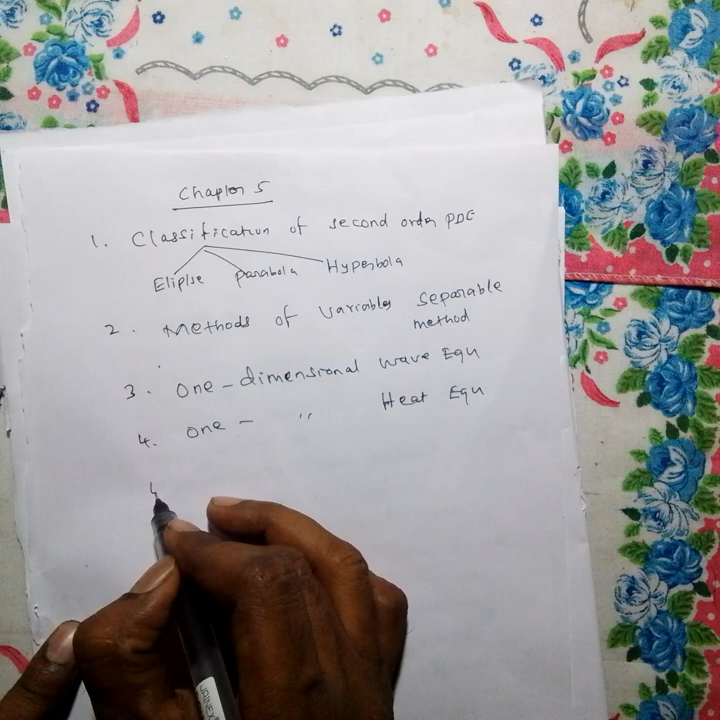 Chapter 5
1. Classification of second order PDE
Eliplse Parabola Hyperbola
2. Methods of Variables Separable
method
3. One - dimensional wave Equ
4. One - " Heat Equ